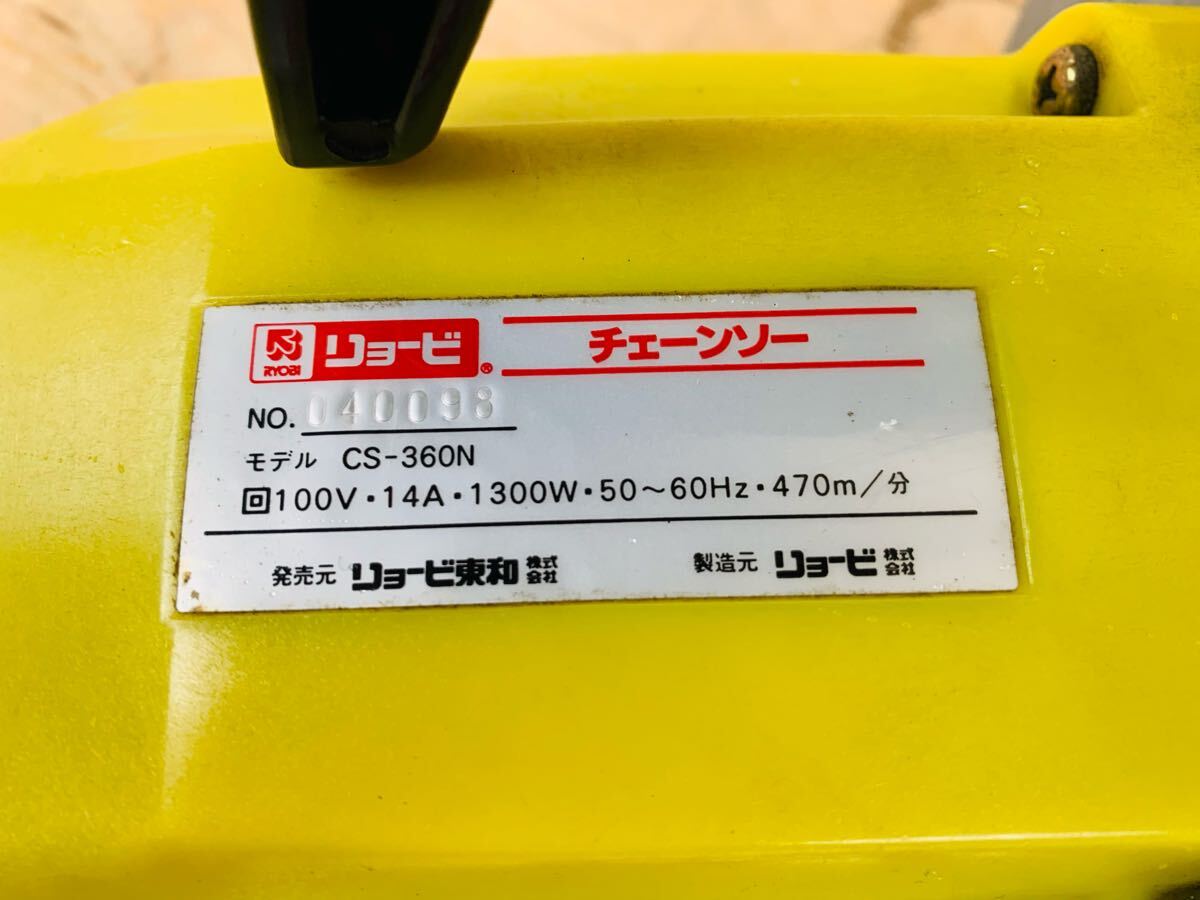 RYOBI リョービ® チェーンソー
NO. 040098
モデル CS-360N
回100V・14A・1300W・50～60Hz・470m/分
発売元 リョービ東和株式会社 製造元 リョービ株式会社